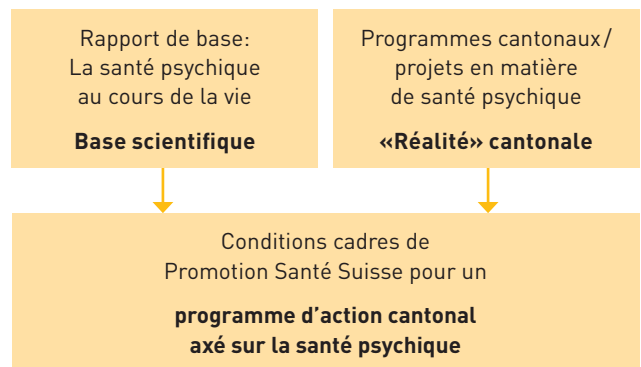 Rapport de base:
La santé psychique
au cours de la vie
Base scientifique
Programmes cantonaux/
projets en matière
de santé psychique
«Réalité» cantonale
Conditions cadres de
Promotion Santé Suisse pour un
programme d’action cantonal
axé sur la santé psychique